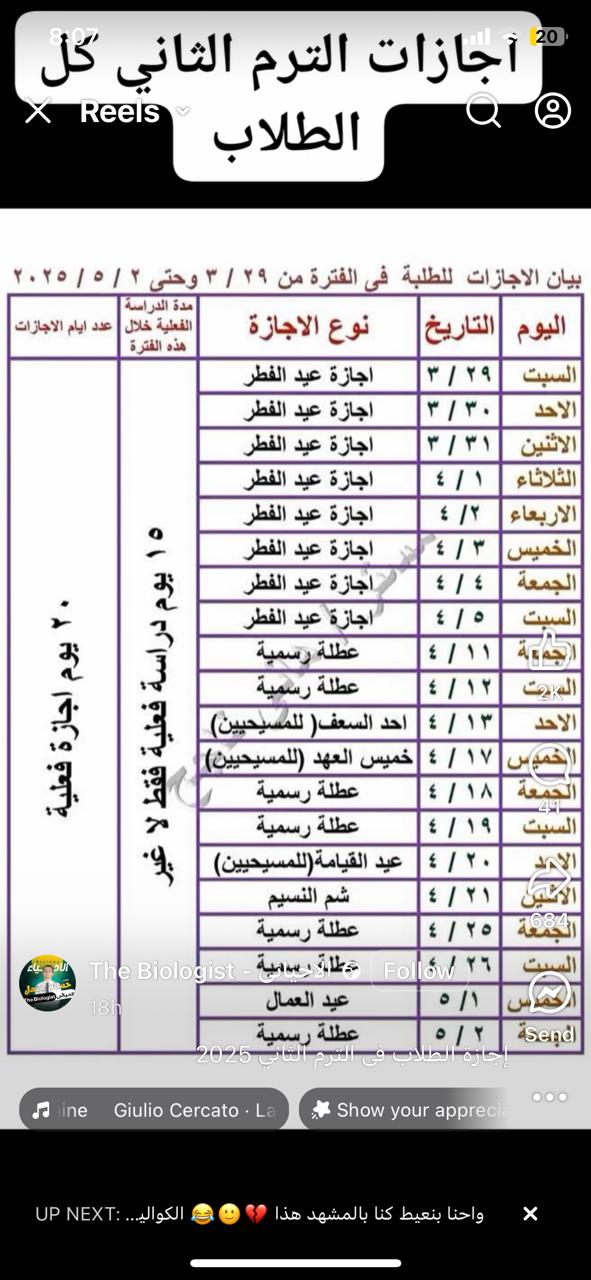 8:07
20
اجازات الترم الثاني كل
الطلاب
Reels
بيان الاجازات للطلبة فى الفترة من ٢٩ / ٣ وحتى ٢ / ٥ / ٢٠٢٥
اليوم التاريخ نوع الاجازة مدة الدراسة الفعلية خلال هذه الفترة عدد ايام الاجازات
السبت ٢٩ / ٣ اجازة عيد الفطر
الاحد ٣٠ / ٣ اجازة عيد الفطر
الاثنين ٣١ / ٣ اجازة عيد الفطر
الثلاثاء ١ / ٤ اجازة عيد الفطر
الاربعاء ٢ / ٤ اجازة عيد الفطر
الخميس ٣ / ٤ اجازة عيد الفطر
الجمعة ٤ / ٤ اجازة عيد الفطر
السبت ٥ / ٤ اجازة عيد الفطر
الجمعة ١١ / ٤ عطلة رسمية
السبت ١٢ / ٤ عطلة رسمية
الاحد ١٣ / ٤ احد السعف( للمسيحيين)
الخميس ١٧ / ٤ خميس العهد (للمسيحيين)
الجمعة ١٨ / ٤ عطلة رسمية
السبت ١٩ / ٤ عطلة رسمية
الاحد ٢٠ / ٤ عيد القيامة(للمسيحيين)
الاثنين ٢١ / ٤ شم النسيم
الجمعة ٢٥ / ٤ عطلة رسمية
السبت ٢٦ / ٤ عطلة رسمية
الخميس ١ / ٥ عيد العمال
الجمعة ٢ / ٥ عطلة رسمية
١٥ يوم دراسة فعلية فقط لا غير
٢٠ يوم اجازة فعلية
2K
41
684
Send
The Biologist - الأحيائى
Follow
18h
إجازة الطلاب فى الترم الثاني 2025
ine Giulio Cercato · La
Show your apprecia
UP NEXT: واحنا بنعيط كنا بالمشهد هذا 💔🙂😂 الكوالي...